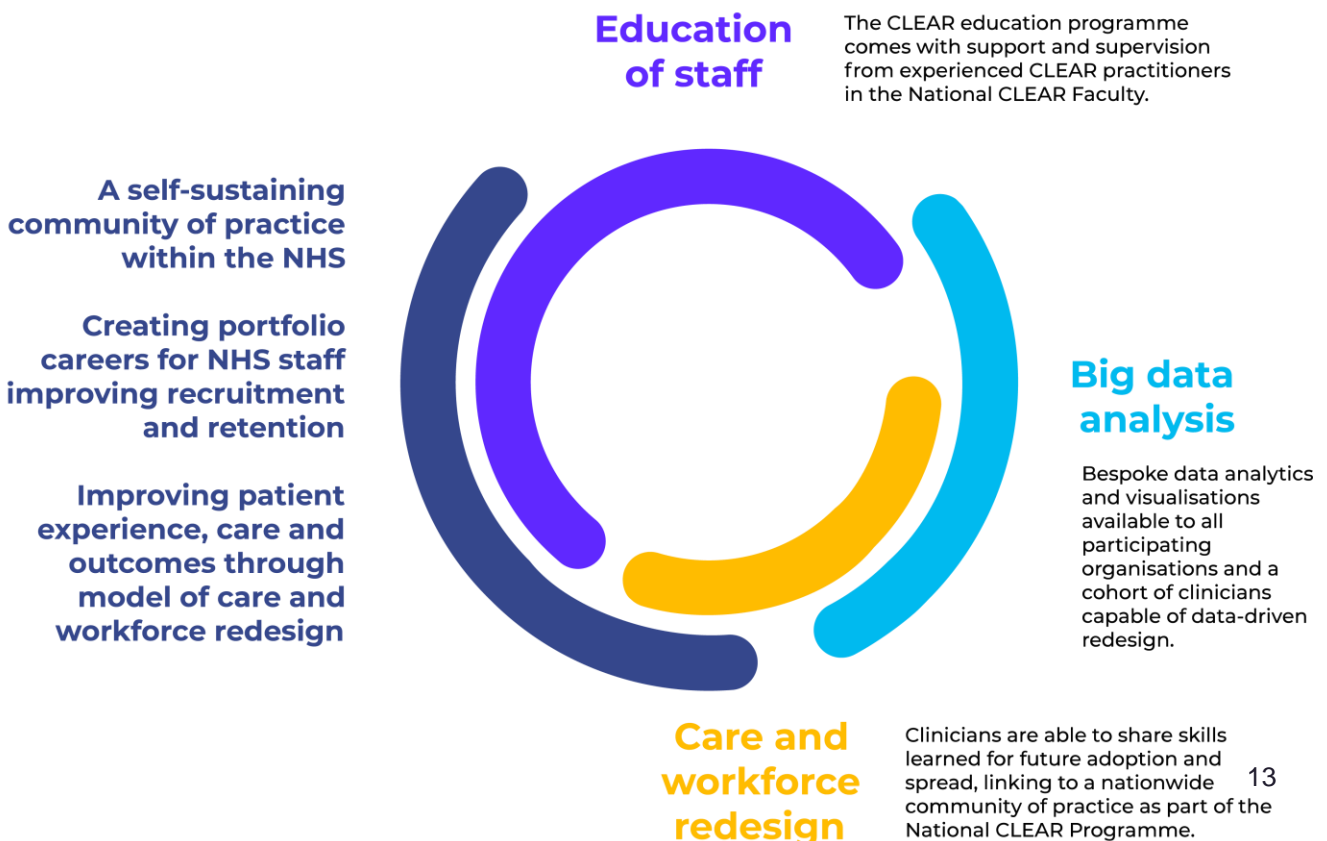 Education
of staff
The CLEAR education programme
comes with support and supervision
from experienced CLEAR practitioners
in the National CLEAR Faculty.
A self-sustaining
community of practice
within the NHS
Creating portfolio
careers for NHS staff
improving recruitment
and retention
Improving patient
experience, care and
outcomes through
model of care and
workforce redesign
Big data
analysis
Bespoke data analytics
and visualisations
available to all
participating
organisations and a
cohort of clinicians
capable of data-driven
redesign.
Care and
workforce
redesign
Clinicians are able to share skills
learned for future adoption and
spread, linking to a nationwide
community of practice as part of the
National CLEAR Programme.
13